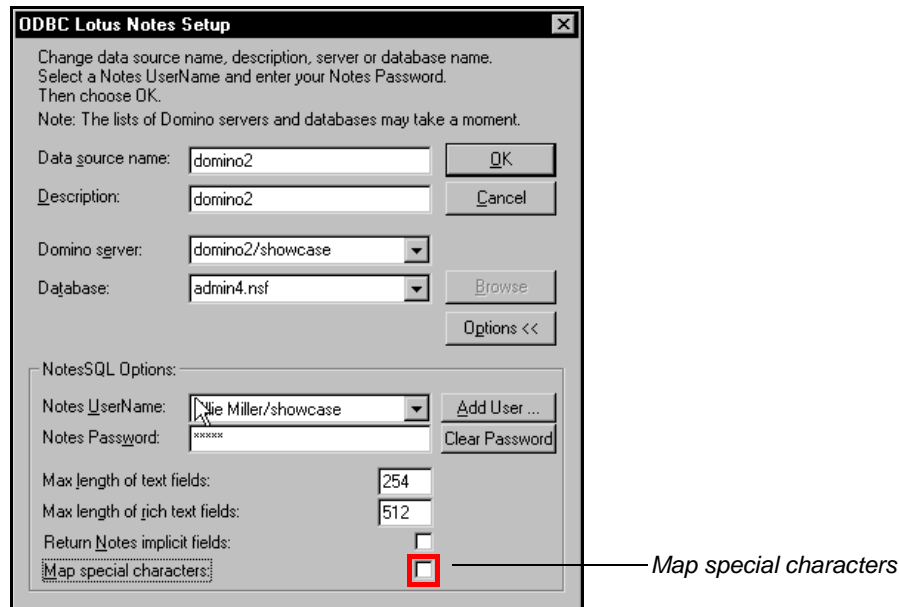 ODBC Lotus Notes Setup
Change data source name, description, server or database name.
Select a Notes UserName and enter your Notes Password.
Then choose OK.
Note: The lists of Domino servers and databases may take a moment.
Data source name: domino2 OK
Description: domino2 Cancel
Domino server: domino2/showcase
Database: admin4.nsf Browse
Options <<
NotesSQL Options:
Notes UserName: Miller/showcase Add User ...
Notes Password: ××××× Clear Password
Max length of text fields: 254
Max length of rich text fields: 512
Return Notes implicit fields:
Map special characters: Map special characters